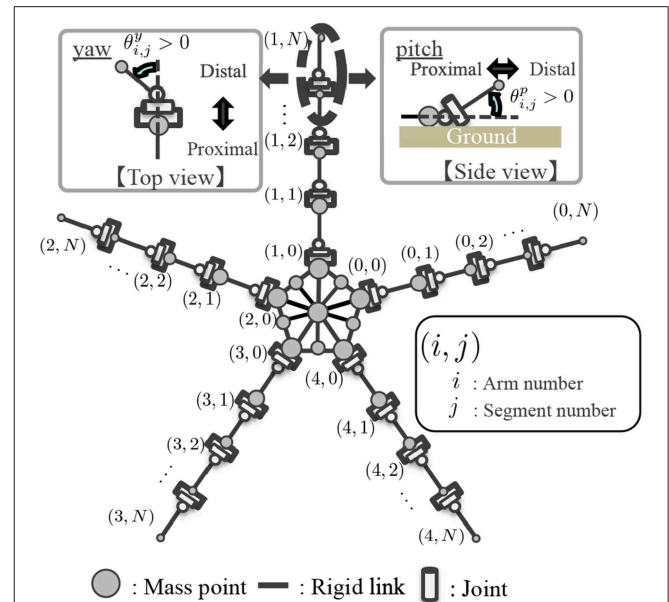 yaw
θ^y_{i,j} > 0
Distal
Proximal
【Top view】
pitch
Proximal
Distal
θ^p_{i,j} > 0
Ground
【Side view】
(1, N)
⋮
(1, 2)
(1, 1)
(1, 0)
(0, 0)
(0, 1)
(0, 2)
⋯
(0, N)
(2, N)
⋯
(2, 2)
(2, 1)
(2, 0)
(3, 0)
(3, 1)
(3, 2)
⋯
(3, N)
(4, 0)
(4, 1)
(4, 2)
⋯
(4, N)
(i, j)
i : Arm number
j : Segment number
: Mass point
: Rigid link
: Joint